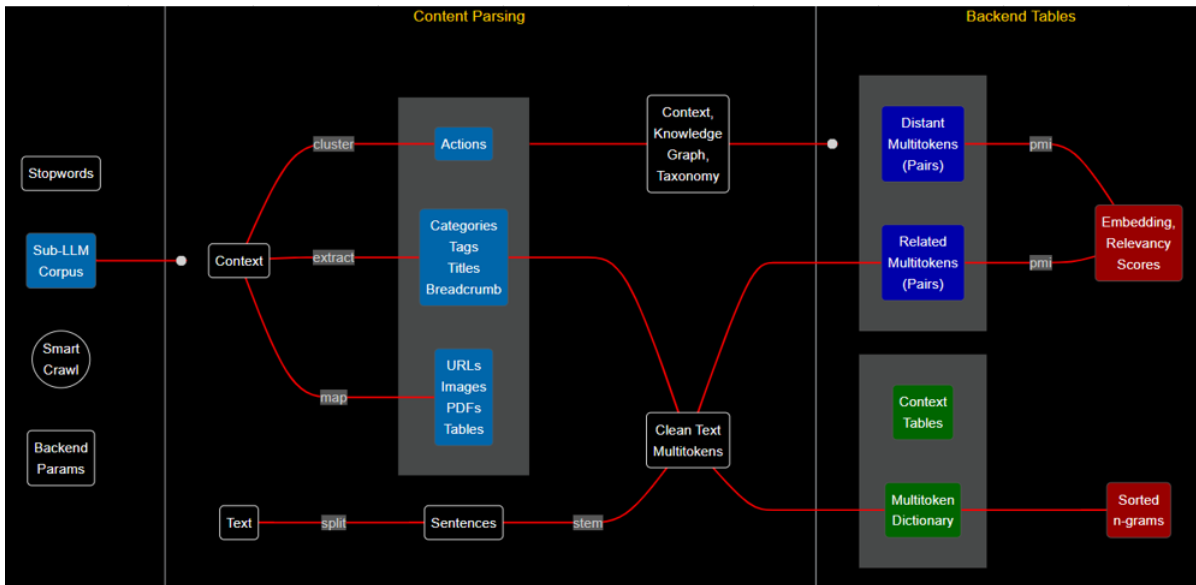 Content Parsing
Backend Tables
Stopwords
Sub-LLM
Corpus
Smart
Crawl
Backend
Params
Context
cluster
extract
map
Actions
Categories
Tags
Titles
Breadcrumb
URLs
Images
PDFs
Tables
Text
split
Sentences
stem
Context,
Knowledge
Graph,
Taxonomy
Clean Text
Multitokens
Distant
Multitokens
(Pairs)
pmi
Related
Multitokens
(Pairs)
pmi
Embedding,
Relevancy
Scores
Context
Tables
Multitoken
Dictionary
Sorted
n-grams